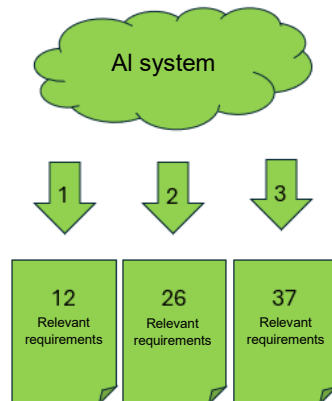 AI system
1
2
3
12
Relevant
requirements
26
Relevant
requirements
37
Relevant
requirements